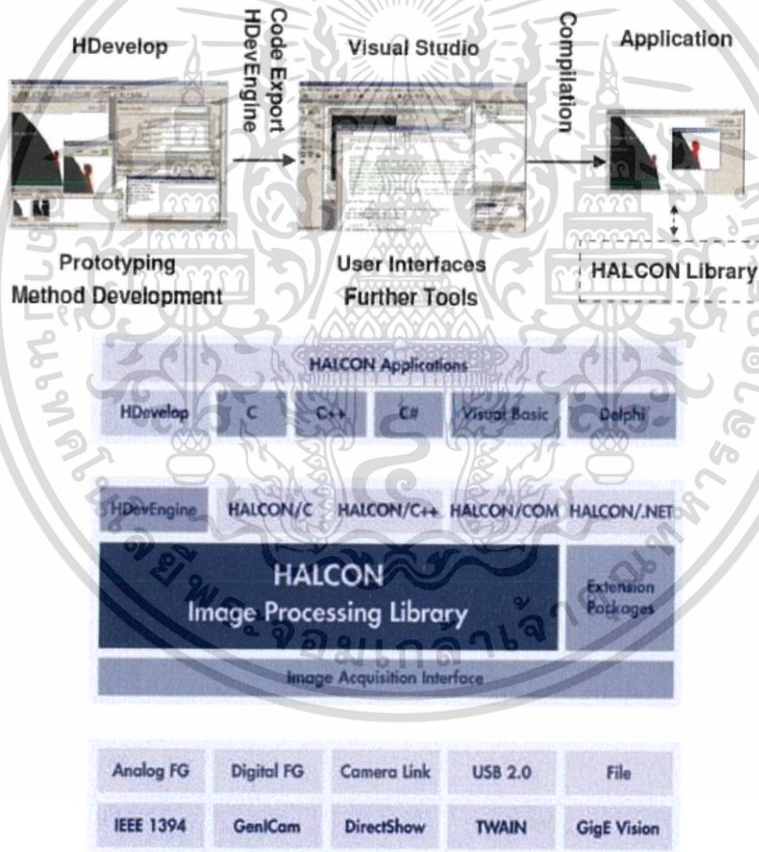 HDevelop
Code Export
HDevEngine
Visual Studio
Compilation
Application
Prototyping
Method Development
User Interfaces
Further Tools
HALCON Library
HALCON Applications
HDevelop C C++ C# Visual Basic Delphi
HDevEngine HALCON/C HALCON/C++ HALCON/COM HALCON/.NET
HALCON
Image Processing Library
Extension
Packages
Image Acquisition Interface
Analog FG Digital FG Camera Link USB 2.0 File
IEEE 1394 GenICam DirectShow TWAIN GigE Vision